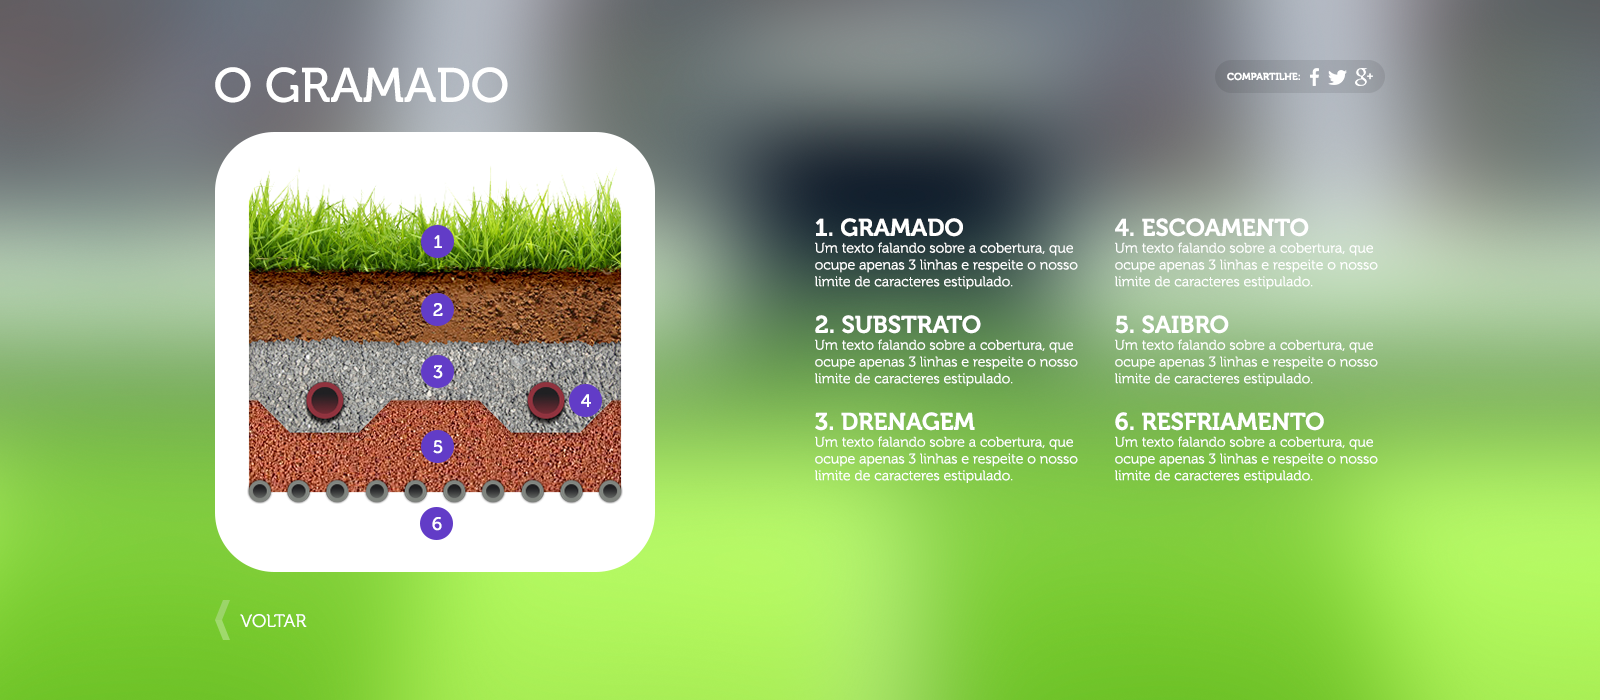 O GRAMADO
COMPARTILHE:
1
2
3
4
5
6
1. GRAMADO
Um texto falando sobre a cobertura, que
ocupe apenas 3 linhas e respeite o nosso
limite de caracteres estipulado.
2. SUBSTRATO
Um texto falando sobre a cobertura, que
ocupe apenas 3 linhas e respeite o nosso
limite de caracteres estipulado.
3. DRENAGEM
Um texto falando sobre a cobertura, que
ocupe apenas 3 linhas e respeite o nosso
limite de caracteres estipulado.
4. ESCOAMENTO
Um texto falando sobre a cobertura, que
ocupe apenas 3 linhas e respeite o nosso
limite de caracteres estipulado.
5. SAIBRO
Um texto falando sobre a cobertura, que
ocupe apenas 3 linhas e respeite o nosso
limite de caracteres estipulado.
6. RESFRIAMENTO
Um texto falando sobre a cobertura, que
ocupe apenas 3 linhas e respeite o nosso
limite de caracteres estipulado.
VOLTAR